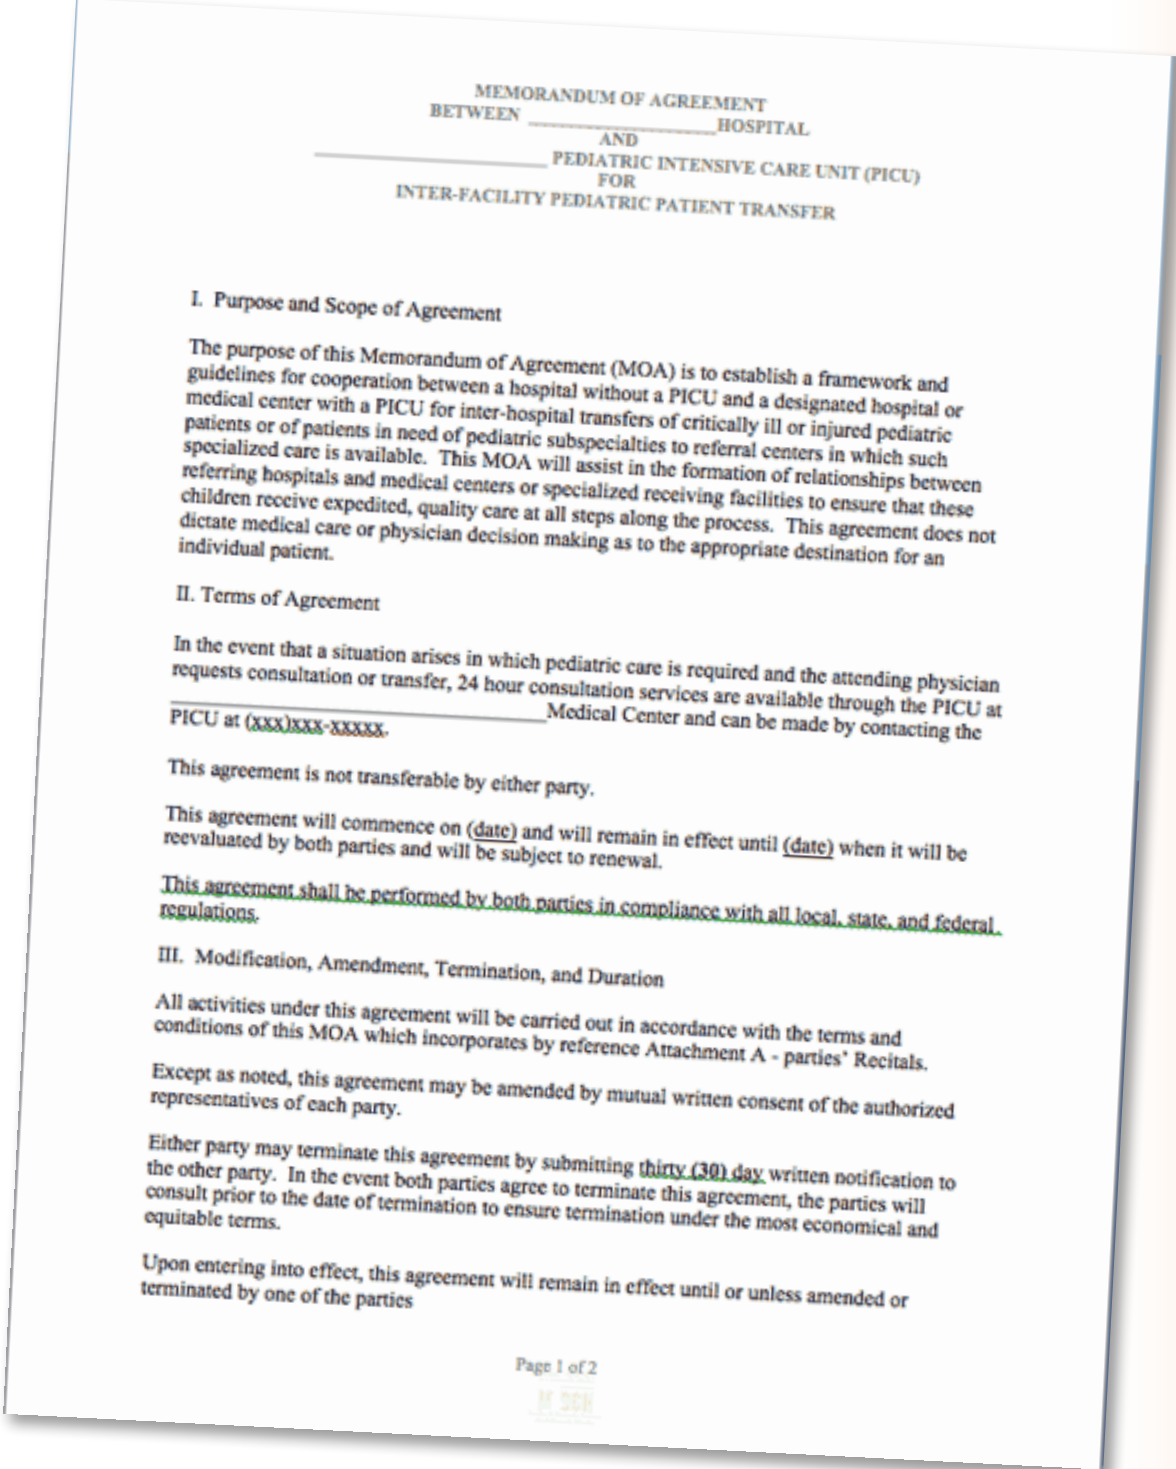 MEMORANDUM OF AGREEMENT
BETWEEN ____________________HOSPITAL
AND
_________________________ PEDIATRIC INTENSIVE CARE UNIT (PICU)
FOR
INTER-FACILITY PEDIATRIC PATIENT TRANSFER
I. Purpose and Scope of Agreement
The purpose of this Memorandum of Agreement (MOA) is to establish a framework and
guidelines for cooperation between a hospital without a PICU and a designated hospital or
medical center with a PICU for inter-hospital transfers of critically ill or injured pediatric
patients or of patients in need of pediatric subspecialties to referral centers in which such
specialized care is available. This MOA will assist in the formation of relationships between
referring hospitals and medical centers or specialized receiving facilities to ensure that these
children receive expedited, quality care at all steps along the process. This agreement does not
dictate medical care or physician decision making as to the appropriate destination for an
individual patient.
II. Terms of Agreement
In the event that a situation arises in which pediatric care is required and the attending physician
requests consultation or transfer, 24 hour consultation services are available through the PICU at
________________________________________Medical Center and can be made by contacting the
PICU at (xxx)xxx-xxxxx.
This agreement is not transferable by either party.
This agreement will commence on (date) and will remain in effect until (date) when it will be
reevaluated by both parties and will be subject to renewal.
This agreement shall be performed by both parties in compliance with all local, state, and federal
regulations.
III. Modification, Amendment, Termination, and Duration
All activities under this agreement will be carried out in accordance with the terms and
conditions of this MOA which incorporates by reference Attachment A - parties' Recitals.
Except as noted, this agreement may be amended by mutual written consent of the authorized
representatives of each party.
Either party may terminate this agreement by submitting thirty (30) day written notification to
the other party. In the event both parties agree to terminate this agreement, the parties will
consult prior to the date of termination to ensure termination under the most economical and
equitable terms.
Upon entering into effect, this agreement will remain in effect until or unless amended or
terminated by one of the parties
Page 1 of 2